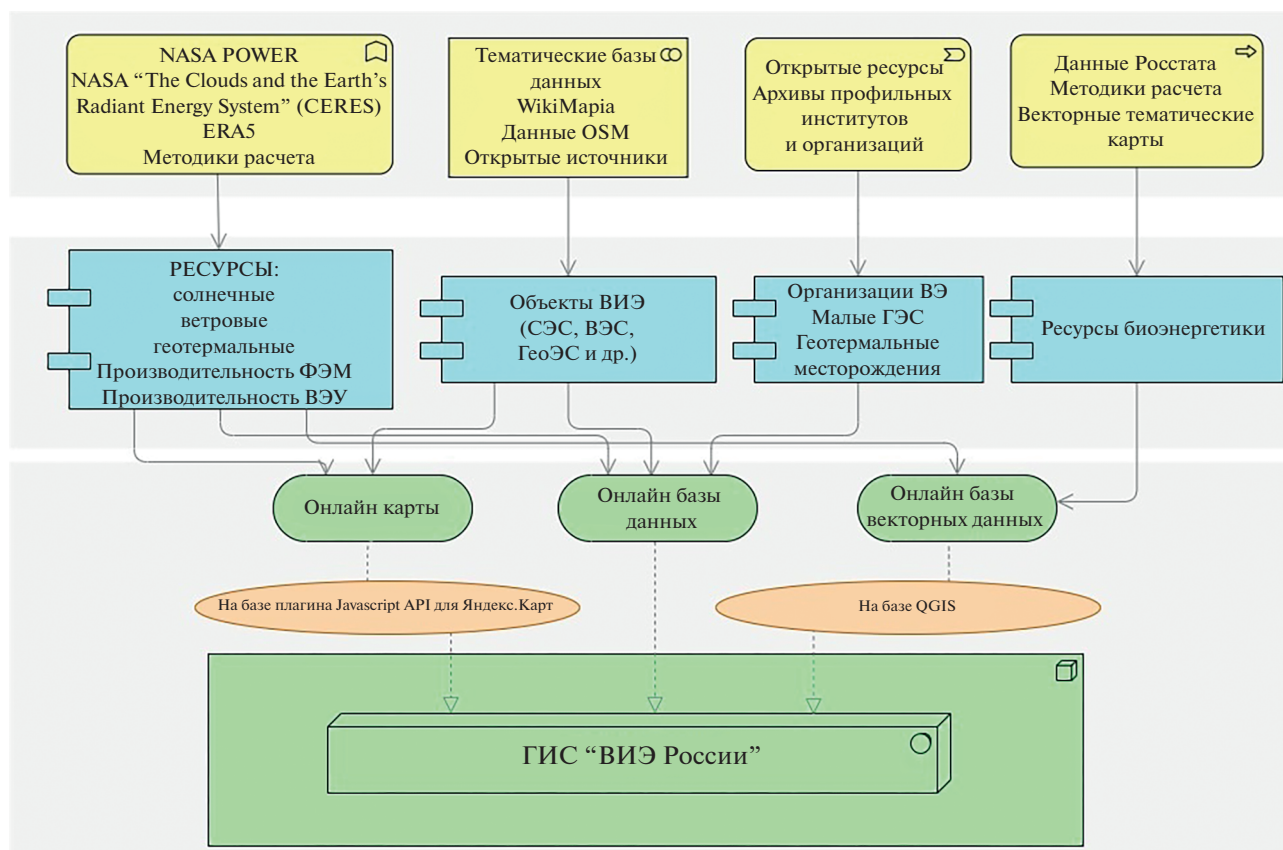 NASA POWER
NASA “The Clouds and the Earth’s
Radiant Energy System” (CERES)
ERA5
Методики расчета
Тематические базы
данных
WikiMapia
Данные OSM
Открытые источники
Открытые ресурсы
Архивы профильных
институтов
и организаций
Данные Росстата
Методики расчета
Векторные тематические
карты
РЕСУРСЫ:
солнечные
ветровые
геотермальные
Производительность ФЭМ
Производительность ВЭУ
Объекты ВИЭ
(СЭС, ВЭС,
ГеоЭС и др.)
Организации ВЭ
Малые ГЭС
Геотермальные
месторождения
Ресурсы биоэнергетики
Онлайн карты
Онлайн базы
данных
Онлайн базы
векторных данных
На базе плагина Javascript API для Яндекс.Карт
На базе QGIS
ГИС “ВИЭ России”